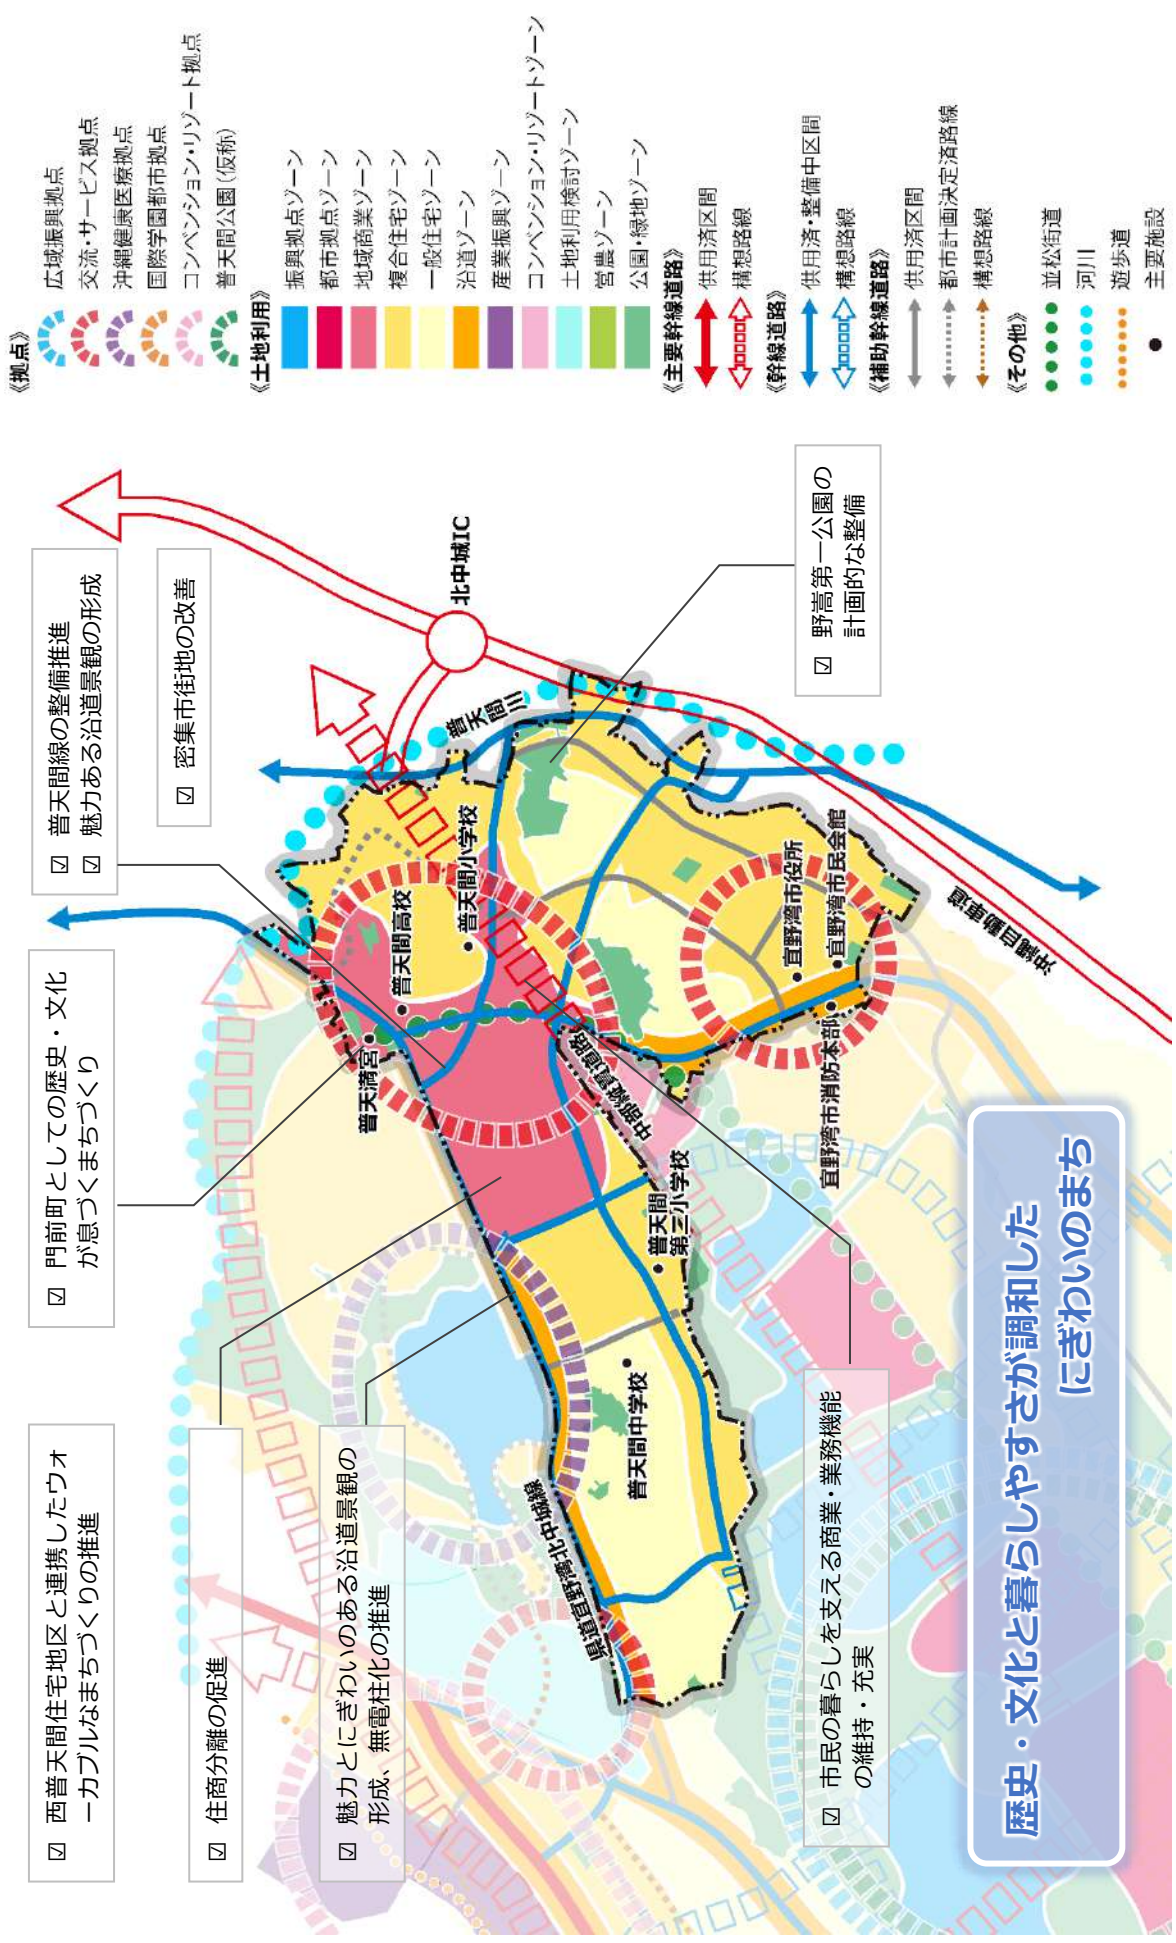 ☑ 西普天間住宅地区と連携したウォ
ーカブルなまちづくりの推進
☑ 住商分離の促進
☑ 魅力とにぎわいのある沿道景観の
形成、無電柱化の推進
☑ 門前町としての歴史・文化
が息づくまちづくり
☑ 普天間線の整備推進
☑ 魅力ある沿道景観の形成
☑ 密集市街地の改善
☑ 野嵩第一公園の
計画的な整備
☑ 市民の暮らしを支える商業・業務機能
の維持・充実
北中城IC
普天間川
普天間小学校
普天間高校
普天満宮
宜野湾市役所
宜野湾市民会館
宜野湾市消防本部
沖縄自動車道
中部縦貫道路
普天間
第二小学校
普天間中学校
県道宜野湾北中城線
歴史・文化と暮らしやすさが調和した
にぎわいのまち
《拠点》
広域振興拠点
交流・サービス拠点
沖縄健康医療拠点
国際学園都市拠点
コンベンション・リゾート拠点
普天間公園(仮称)
《土地利用》
振興拠点ゾーン
都市拠点ゾーン
地域商業ゾーン
複合住宅ゾーン
一般住宅ゾーン
沿道ゾーン
産業振興ゾーン
コンベンション・リゾートゾーン
土地利用検討ゾーン
営農ゾーン
公園・緑地ゾーン
《主要幹線道路》
供用済区間
構想路線
《幹線道路》
供用済・整備中区間
構想路線
《補助幹線道路》
供用済区間
都市計画決定済路線
構想路線
《その他》
並松街道
河川
遊歩道
主要施設